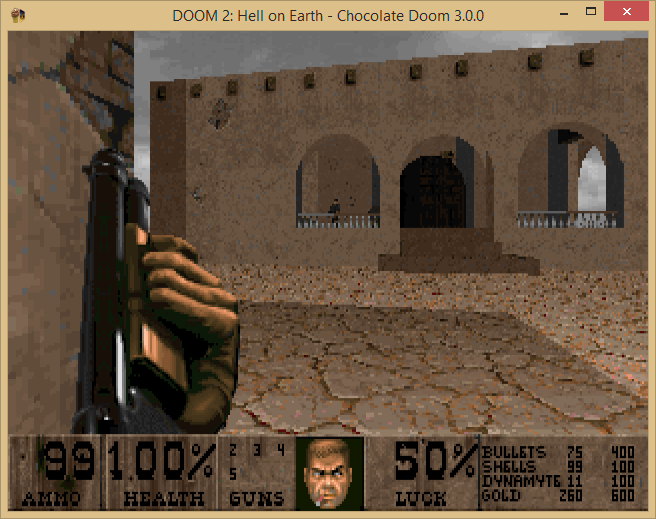 DOOM 2: Hell on Earth - Chocolate Doom 3.0.0
99 100% 2 3 4 50%
5
AMMO HEALTH GUNS LUCK
BULLETS 75 400
SHELLS 99 100
DYNAMYTE 11 100
GOLD 260 600